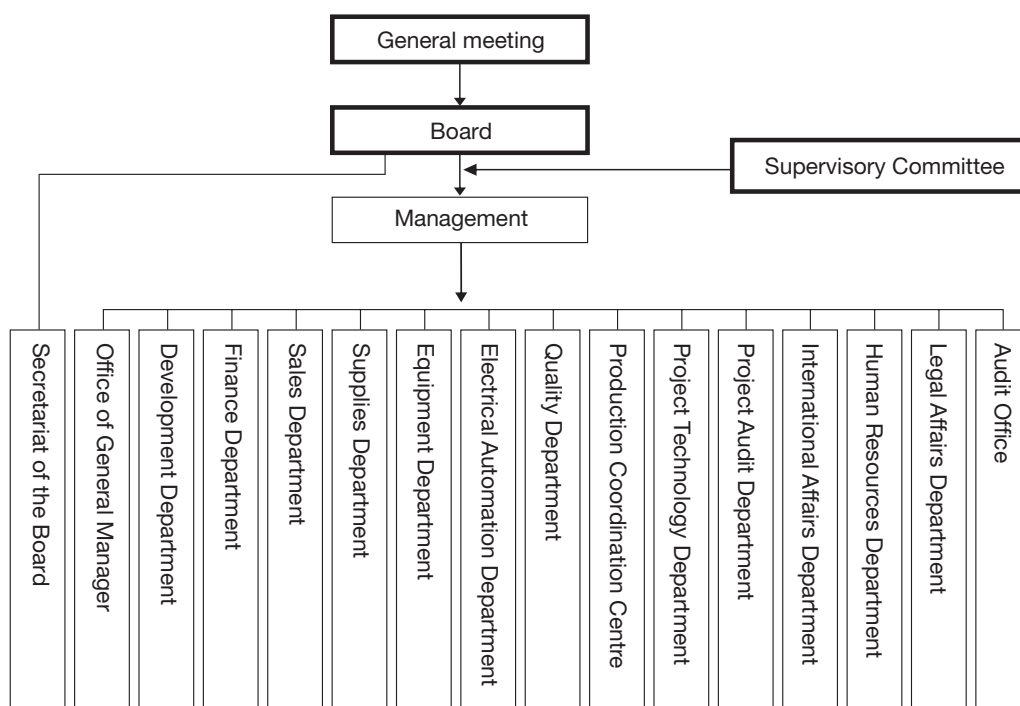 General meeting
Board
Supervisory Committee
Management
Secretariat of the Board
Office of General Manager
Development Department
Finance Department
Sales Department
Supplies Department
Equipment Department
Electrical Automation Department
Quality Department
Production Coordination Centre
Project Technology Department
Project Audit Department
International Affairs Department
Human Resources Department
Legal Affairs Department
Audit Office